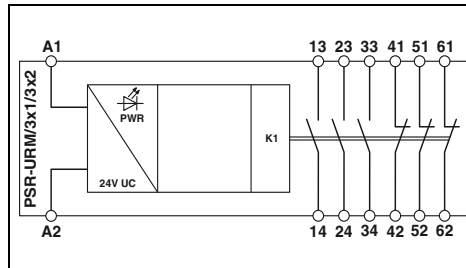 A1 13 23 33 41 51 61
PSR-URM/3x1/3x2
PWR
K1
24V UC
A2 14 24 34 42 52 62